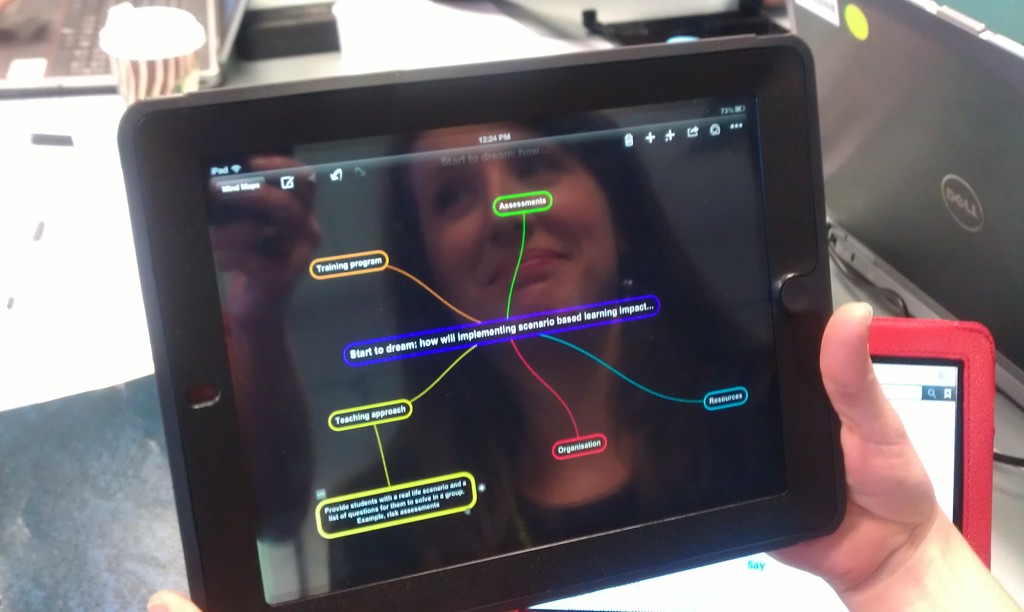 iPad
12:24 PM
73%
Mind Maps
Start to dream: how...
Assessments
Training program
Start to dream: how will implementing scenario based learning impact...
Teaching approach
Resources
Organisation
Provide students with a real life scenario and a
list of questions for them to solve in a group.
Example, risk assessments
DELL
Say